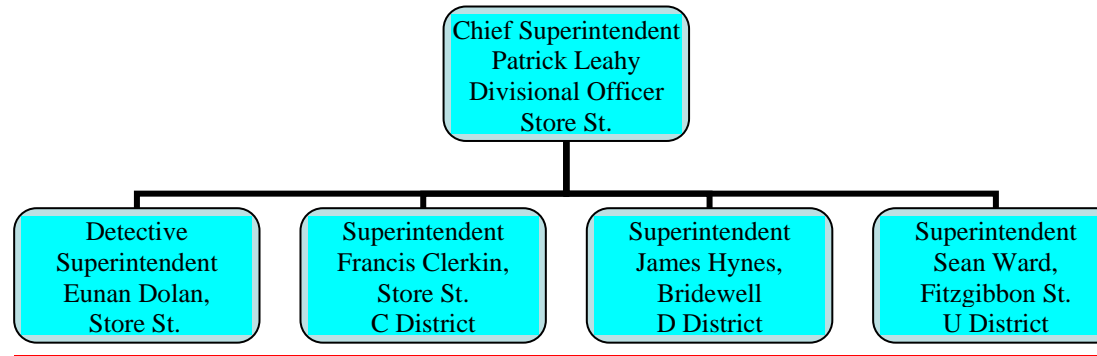 Chief Superintendent
Patrick Leahy
Divisional Officer
Store St.
Detective
Superintendent
Eunan Dolan,
Store St.
Superintendent
Francis Clerkin,
Store St.
C District
Superintendent
James Hynes,
Bridewell
D District
Superintendent
Sean Ward,
Fitzgibbon St.
U District